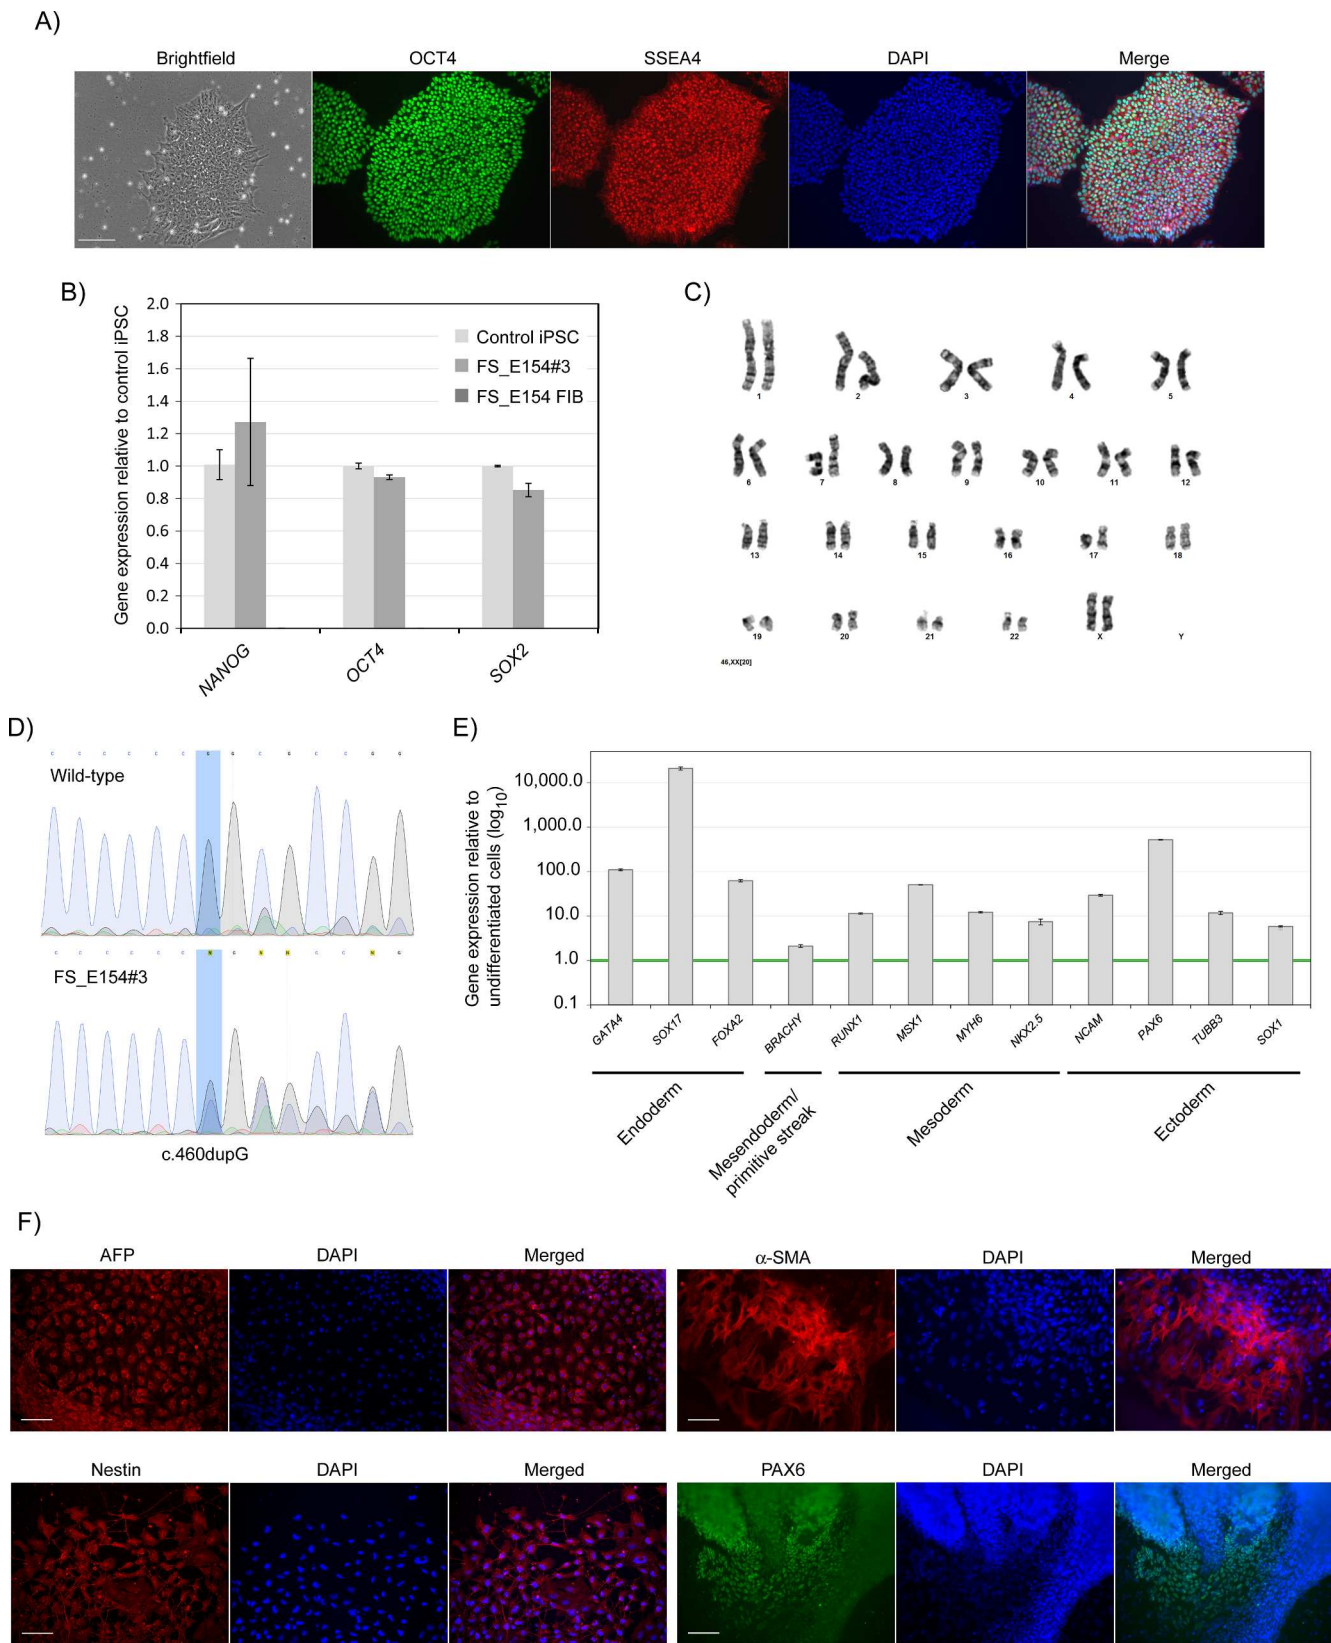 A)
Brightfield OCT4 SSEA4 DAPI Merge
B)
2.0
1.8
1.6
1.4
1.2
1.0
0.8
0.6
0.4
0.2
0.0
Gene expression relative to control iPSC
Control iPSC
FS_E154#3
FS_E154 FIB
NANOG OCT4 SOX2
C)
1 2 3 4 5
6 7 8 9 10 11 12
13 14 15 16 17 18
19 20 21 22 X Y
46,XX[20]
D)
C C C C C C G G C G C C G G
Wild-type
C C C C C C N G N N C C N G
FS_E154#3
c.460dupG
E)
Gene expression relative to
undifferentiated cells (log10)
10,000.0
1,000.0
100.0
10.0
1.0
0.1
GATA4 SOX17 FOXA2 BRACHY RUNX1 MSX1 MYH6 NKX2.5 NCAM PAX6 TUBB3 SOX1
Endoderm
Mesendoderm/
primitive streak
Mesoderm
Ectoderm
F)
AFP DAPI Merged α-SMA DAPI Merged
Nestin DAPI Merged PAX6 DAPI Merged